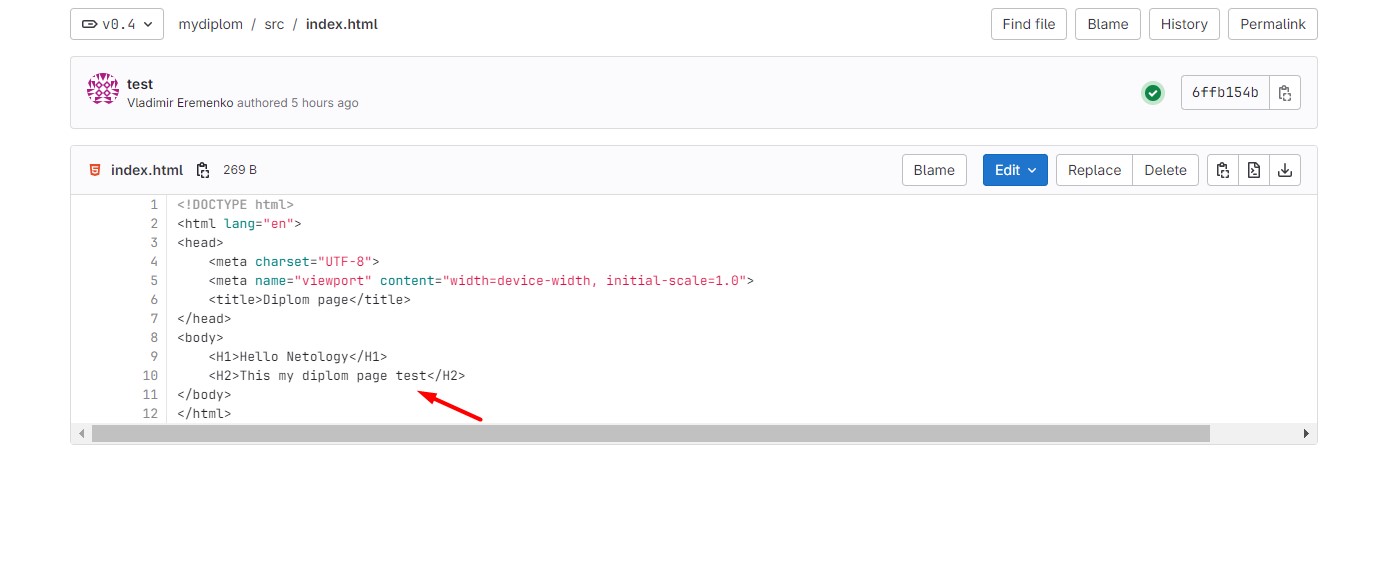 v0.4 mydiplom / src / index.html Find file Blame History Permalink
test
Vladimir Eremenko authored 5 hours ago 6ffb154b
index.html 269 B Blame Edit Replace Delete
1 <!DOCTYPE html>
2 <html lang="en">
3 <head>
4 <meta charset="UTF-8">
5 <meta name="viewport" content="width=device-width, initial-scale=1.0">
6 <title>Diplom page</title>
7 </head>
8 <body>
9 <H1>Hello Netology</H1>
10 <H2>This my diplom page test</H2>
11 </body>
12 </html>